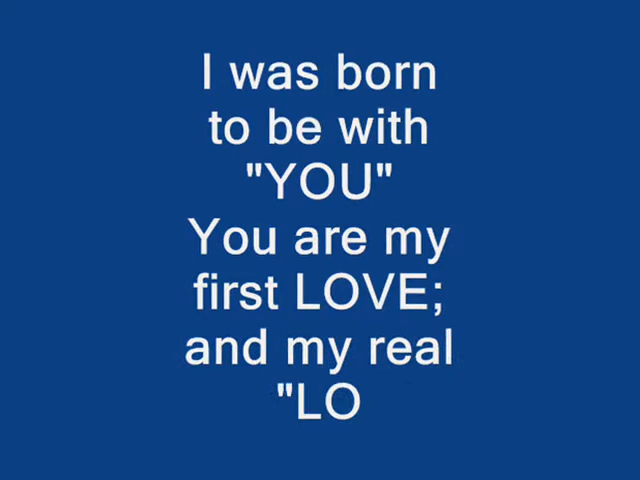 I was born
to be with
"YOU"
You are my
first LOVE;
and my real
"LO